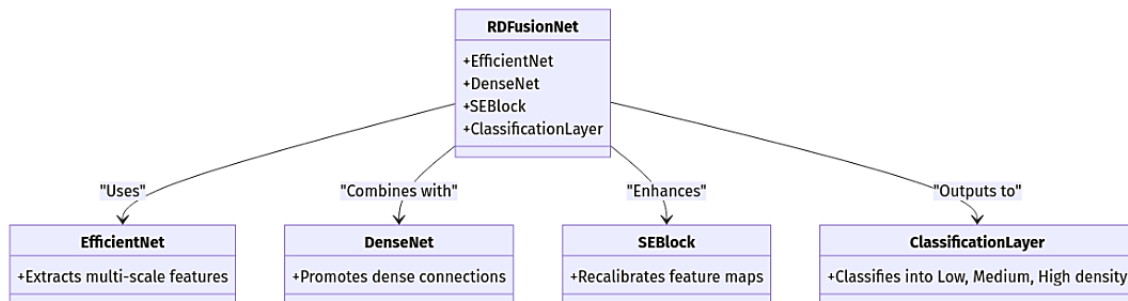 RDFusionNet
+EfficientNet
+DenseNet
+SEBlock
+ClassificationLayer
"Uses"
"Combines with"
"Enhances"
"Outputs to"
EfficientNet
+Extracts multi-scale features
DenseNet
+Promotes dense connections
SEBlock
+Recalibrates feature maps
ClassificationLayer
+Classifies into Low, Medium, High density